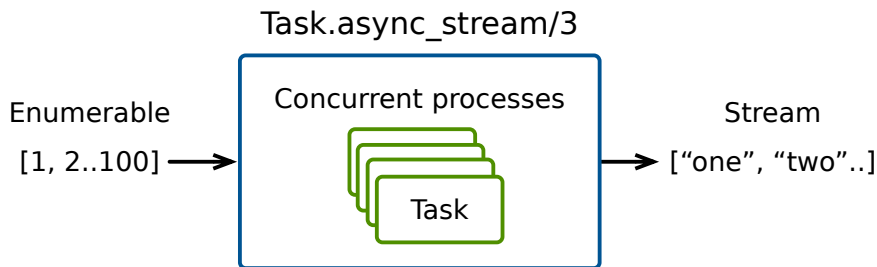 Task.async_stream/3
Enumerable
[1, 2..100]
Concurrent processes
Task
Stream
[“one”, “two”..]